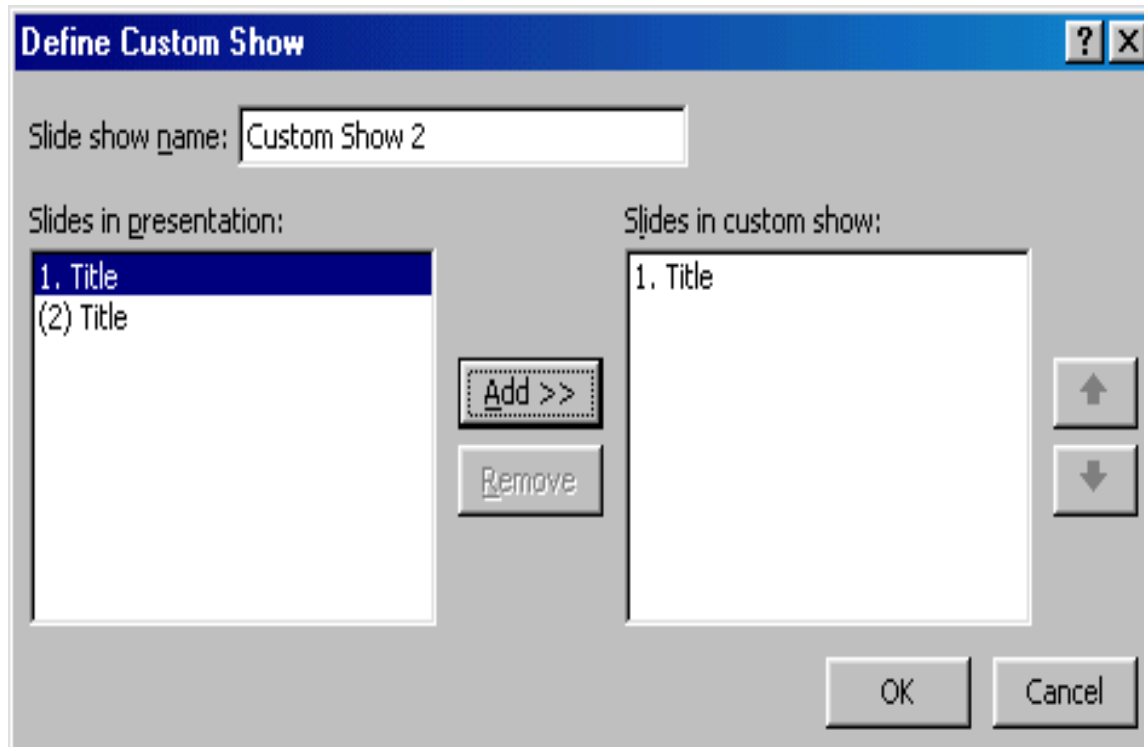 Define Custom Show
Slide show name: Custom Show 2
Slides in presentation:
1. Title
(2) Title
Add >>
Remove
Slides in custom show:
1. Title
OK
Cancel